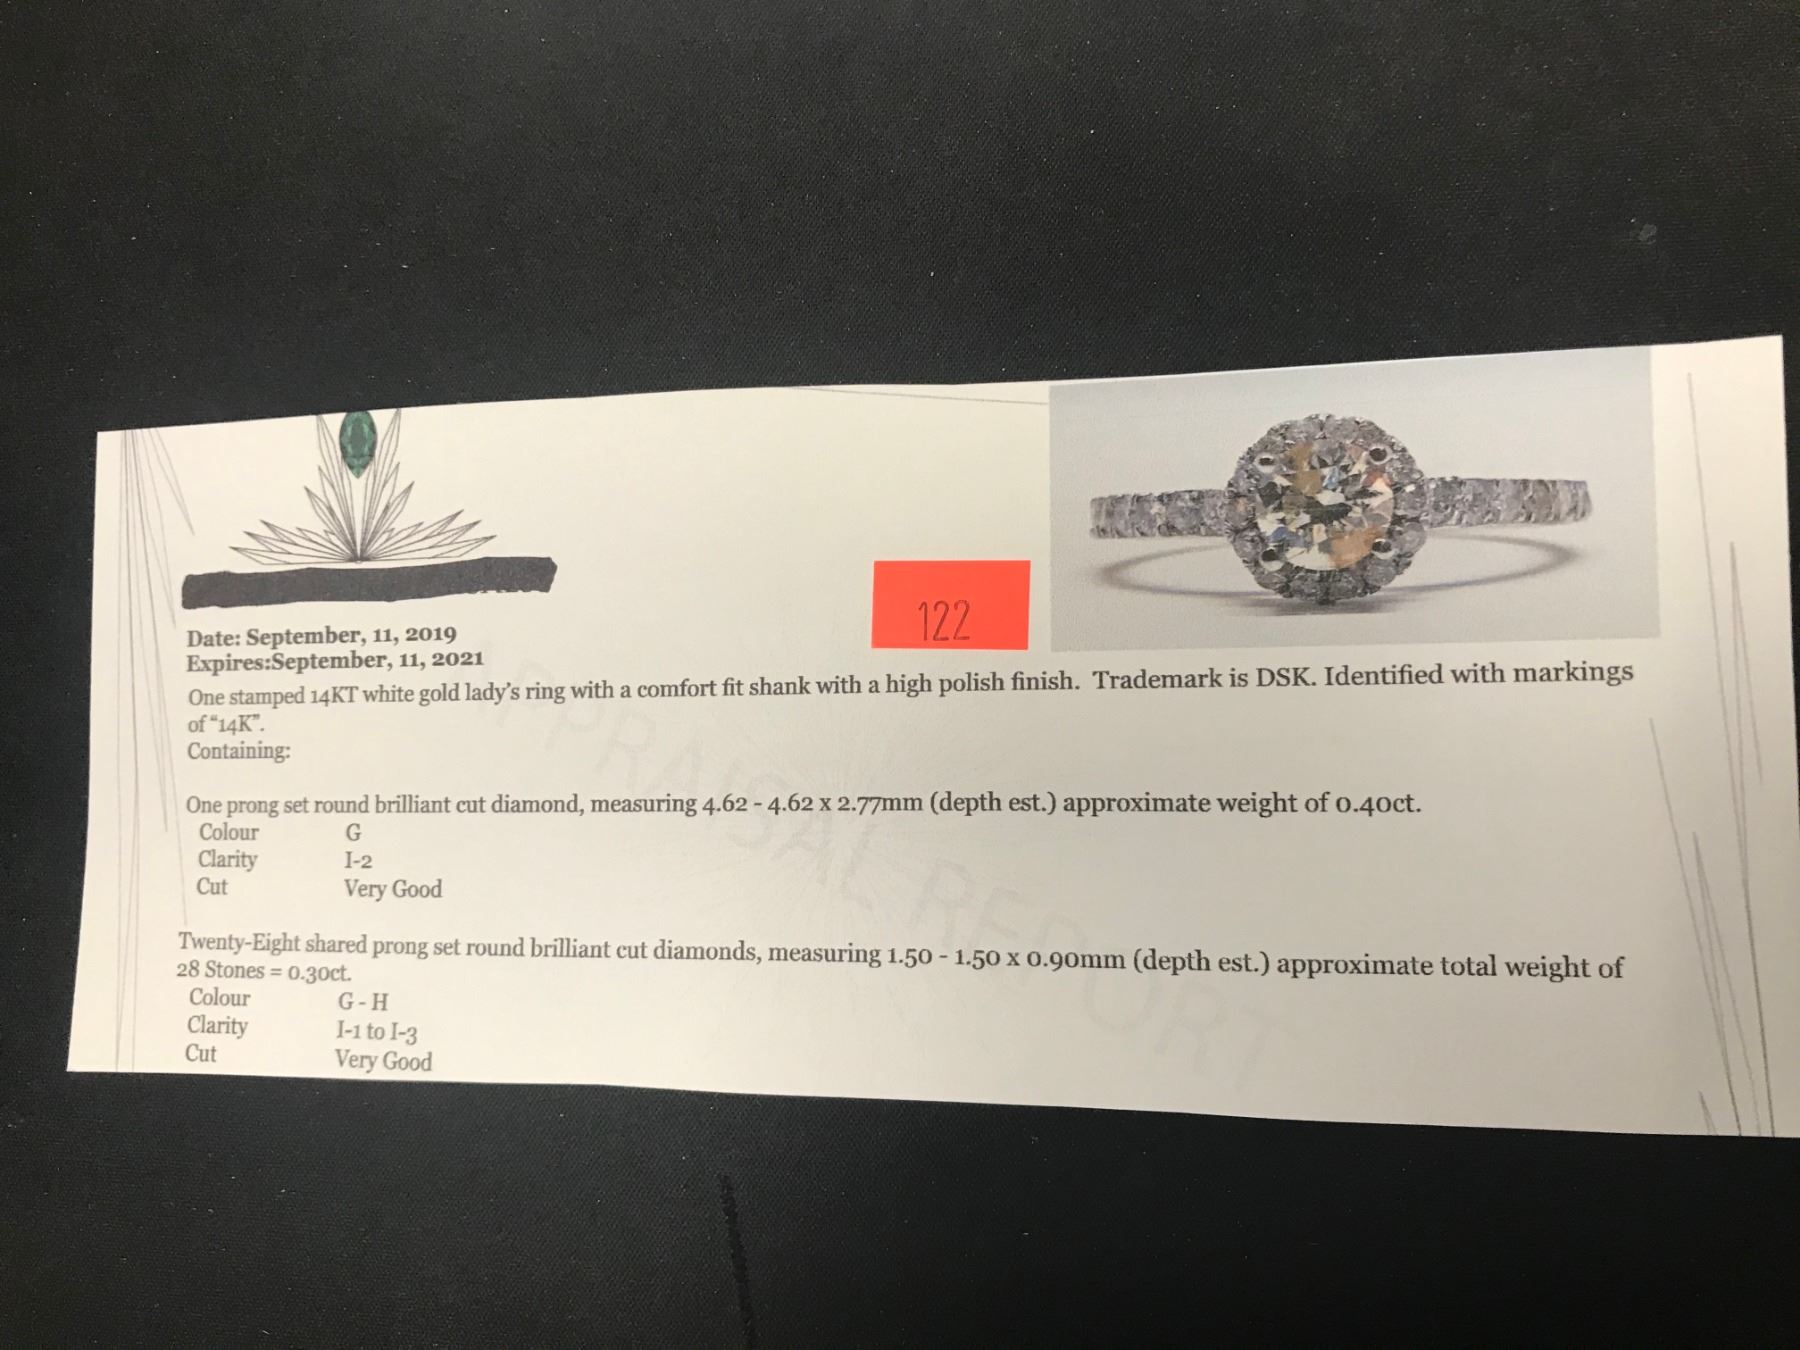 122
Date: September, 11, 2019
Expires:September, 11, 2021
One stamped 14KT white gold lady's ring with a comfort fit shank with a high polish finish. Trademark is DSK. Identified with markings
of "14K".
Containing:
One prong set round brilliant cut diamond, measuring 4.62 - 4.62 x 2.77mm (depth est.) approximate weight of 0.40ct.
Colour G
Clarity I-2
Cut Very Good
Twenty-Eight shared prong set round brilliant cut diamonds, measuring 1.50 - 1.50 x 0.90mm (depth est.) approximate total weight of
28 Stones = 0.30ct.
Colour G - H
Clarity I-1 to I-3
Cut Very Good
APPRAISAL REPORT